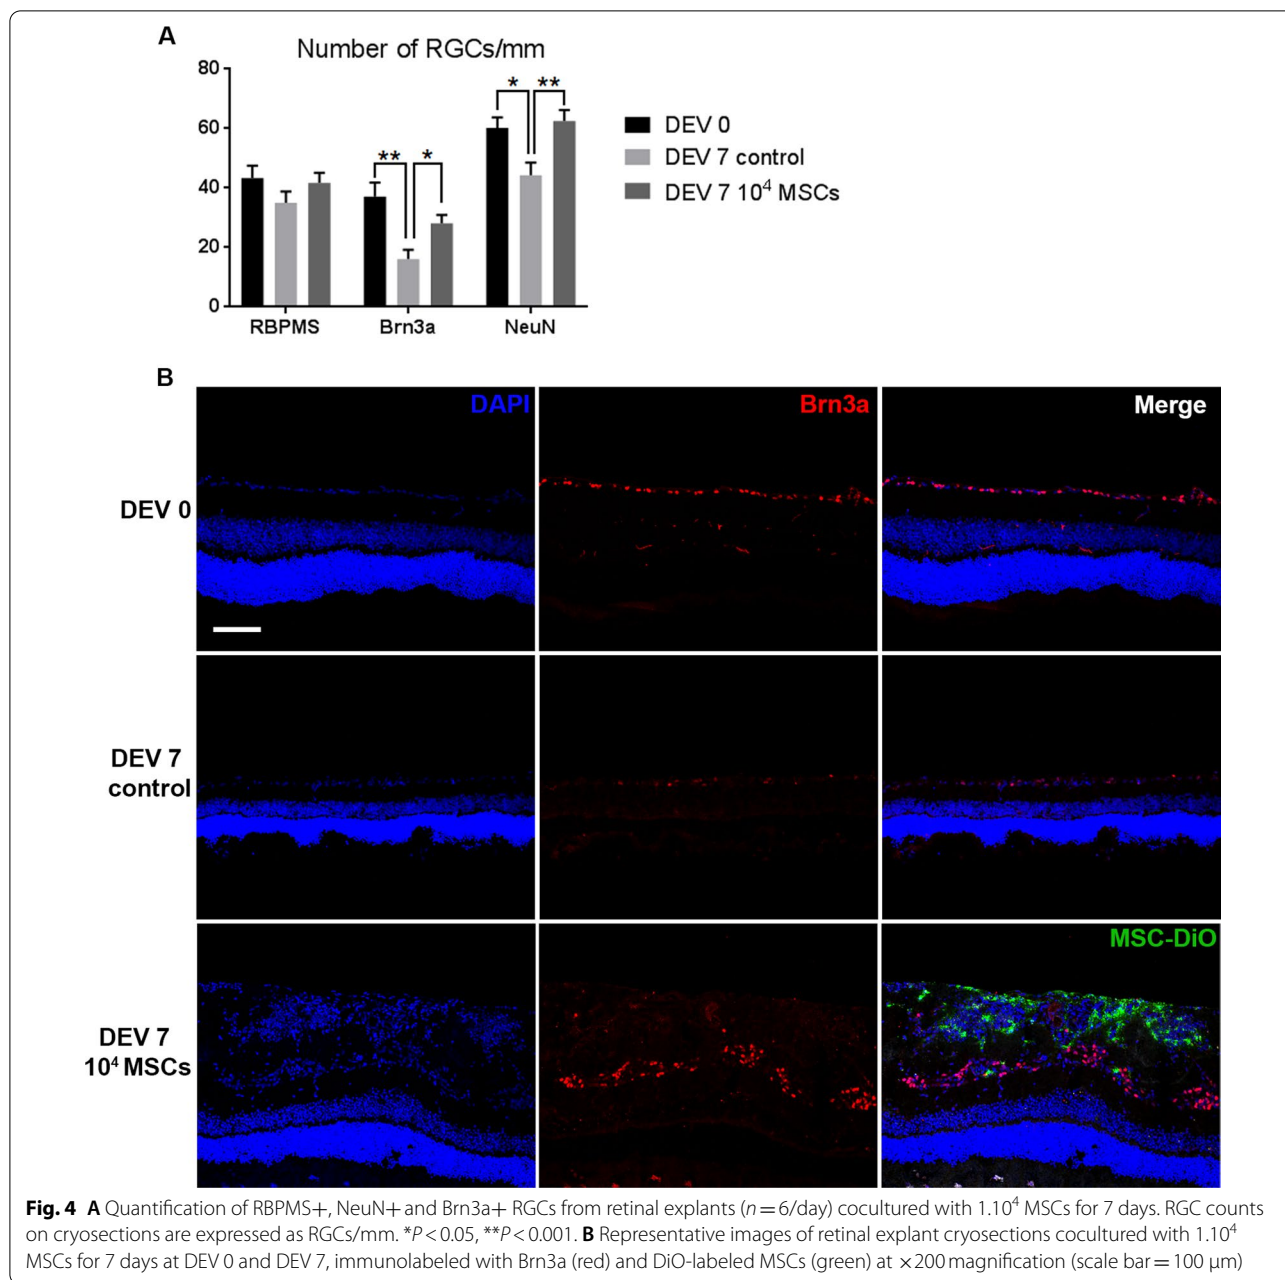 A
Number of RGCs/mm
80
60
40
20
0
* **
** *
RBPMS Brn3a NeuN
DEV 0
DEV 7 control
DEV 7 10⁴ MSCs
B
DAPI Brn3a Merge
DEV 0
DEV 7
control
MSC-DiO
DEV 7
10⁴ MSCs
Fig. 4 A Quantification of RBPMS+, NeuN+ and Brn3a+ RGCs from retinal explants (n = 6/day) cocultured with 1.10⁴ MSCs for 7 days. RGC counts
on cryosections are expressed as RGCs/mm. *P < 0.05, **P < 0.001. B Representative images of retinal explant cryosections cocultured with 1.10⁴
MSCs for 7 days at DEV 0 and DEV 7, immunolabeled with Brn3a (red) and DiO-labeled MSCs (green) at ×200 magnification (scale bar = 100 μm)